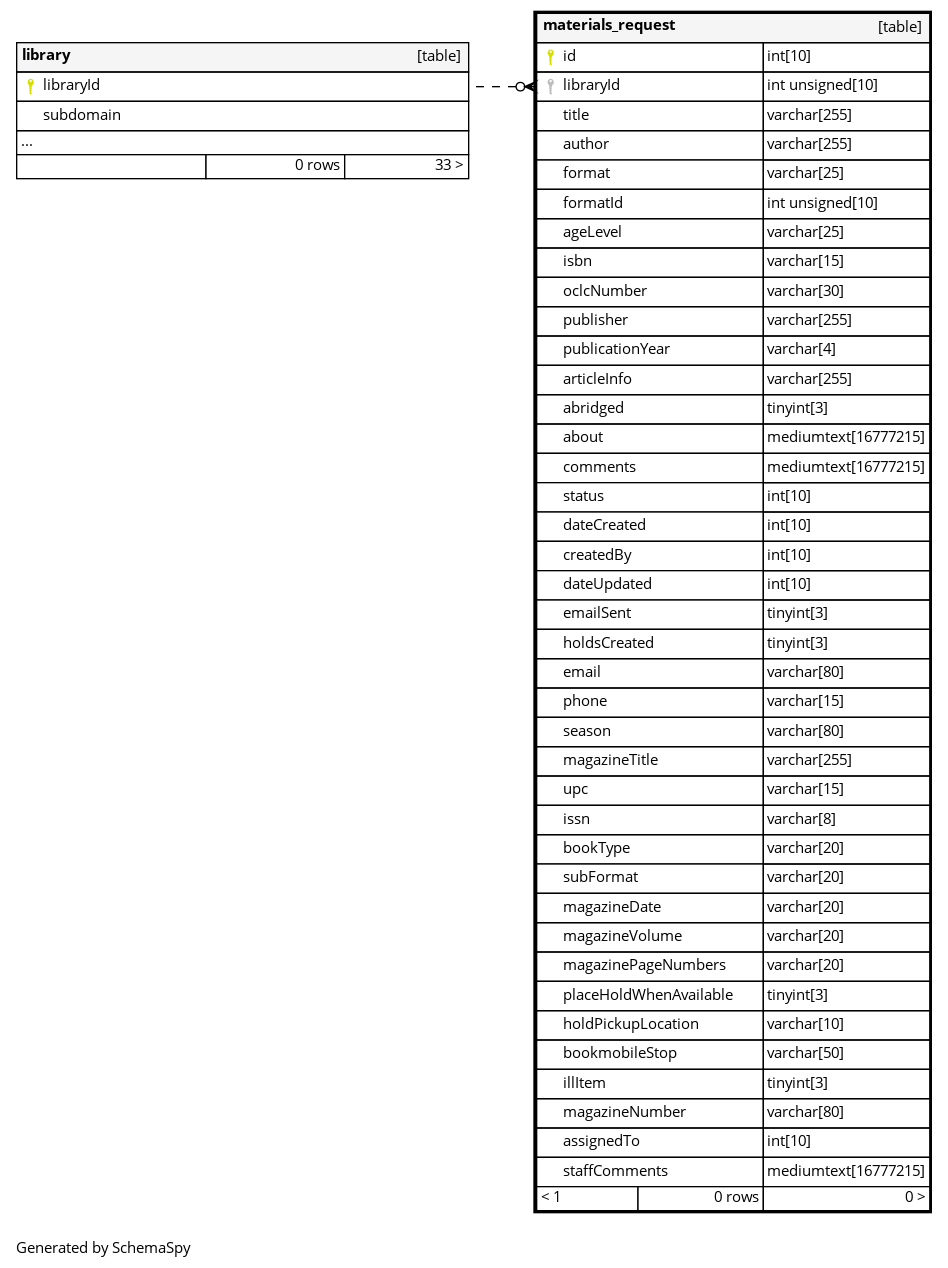 library [table]
libraryId
subdomain
...
0 rows 33 >
materials_request [table]
id int[10]
libraryId int unsigned[10]
title varchar[255]
author varchar[255]
format varchar[25]
formatId int unsigned[10]
ageLevel varchar[25]
isbn varchar[15]
oclcNumber varchar[30]
publisher varchar[255]
publicationYear varchar[4]
articleInfo varchar[255]
abridged tinyint[3]
about mediumtext[16777215]
comments mediumtext[16777215]
status int[10]
dateCreated int[10]
createdBy int[10]
dateUpdated int[10]
emailSent tinyint[3]
holdsCreated tinyint[3]
email varchar[80]
phone varchar[15]
season varchar[80]
magazineTitle varchar[255]
upc varchar[15]
issn varchar[8]
bookType varchar[20]
subFormat varchar[20]
magazineDate varchar[20]
magazineVolume varchar[20]
magazinePageNumbers varchar[20]
placeHoldWhenAvailable tinyint[3]
holdPickupLocation varchar[10]
bookmobileStop varchar[50]
illItem tinyint[3]
magazineNumber varchar[80]
assignedTo int[10]
staffComments mediumtext[16777215]
< 1 0 rows 0 >
Generated by SchemaSpy